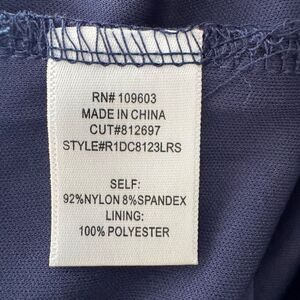 RN# 109603
MADE IN CHINA
CUT#812697
STYLE#R1DC8123LRS
SELF:
92%NYLON 8%SPANDEX
LINING:
100% POLYESTER